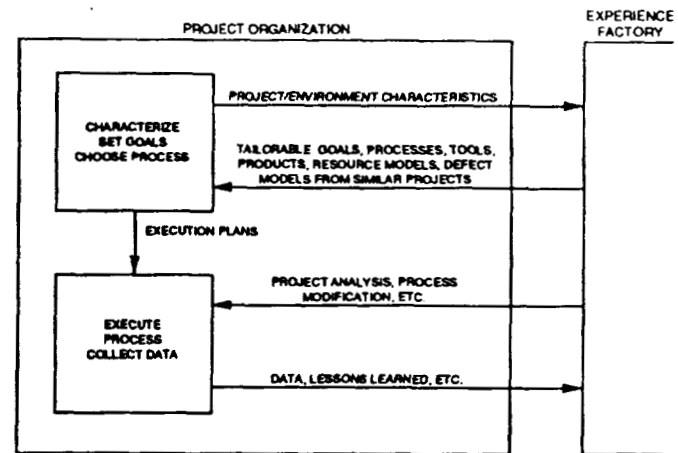 PROJECT ORGANIZATION
EXPERIENCE
FACTORY
CHARACTERIZE
SET GOALS
CHOOSE PROCESS
PROJECT/ENVIRONMENT CHARACTERISTICS
TAILORABLE GOALS, PROCESSES, TOOLS,
PRODUCTS, RESOURCE MODELS, DEFECT
MODELS FROM SIMILAR PROJECTS
EXECUTION PLANS
PROJECT ANALYSIS, PROCESS
MODIFICATION, ETC.
EXECUTE
PROCESS
COLLECT DATA
DATA, LESSONS LEARNED, ETC.